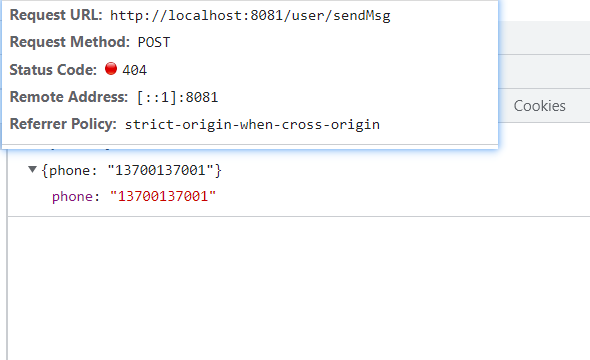 Request URL: http://localhost:8081/user/sendMsg
Request Method: POST
Status Code: 404
Remote Address: [::1]:8081
Cookies
Referrer Policy: strict-origin-when-cross-origin
{phone: "13700137001"}
phone: "13700137001"